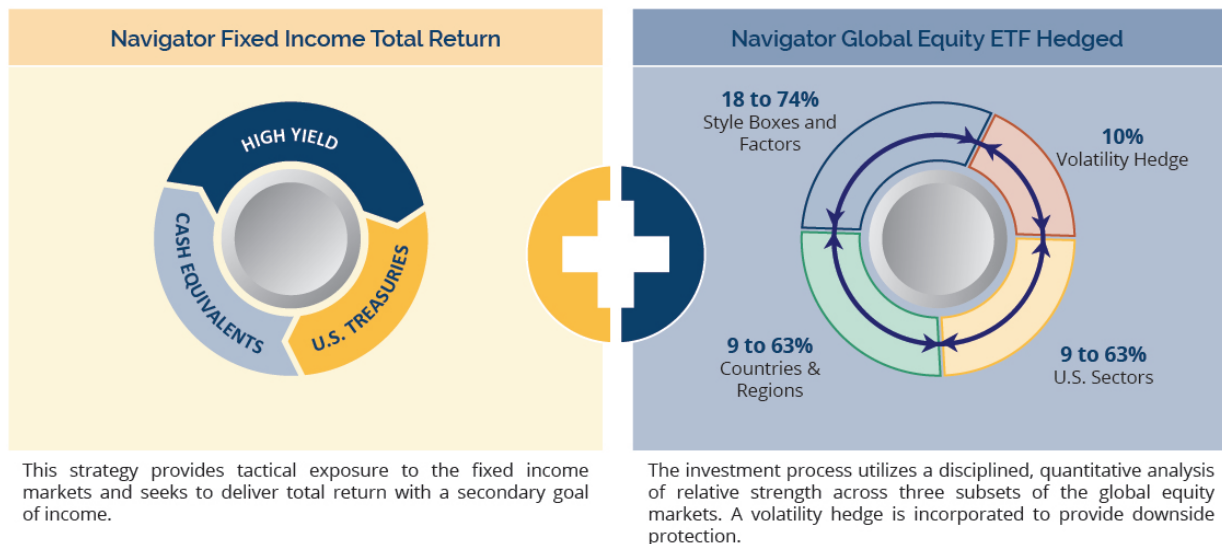 Navigator Fixed Income Total Return
HIGH YIELD
CASH EQUIVALENTS
U.S. TREASURIES
This strategy provides tactical exposure to the fixed income
markets and seeks to deliver total return with a secondary goal
of income.
Navigator Global Equity ETF Hedged
18 to 74%
Style Boxes and
Factors
10%
Volatility Hedge
9 to 63%
Countries &
Regions
9 to 63%
U.S. Sectors
The investment process utilizes a disciplined, quantitative analysis
of relative strength across three subsets of the global equity
markets. A volatility hedge is incorporated to provide downside
protection.